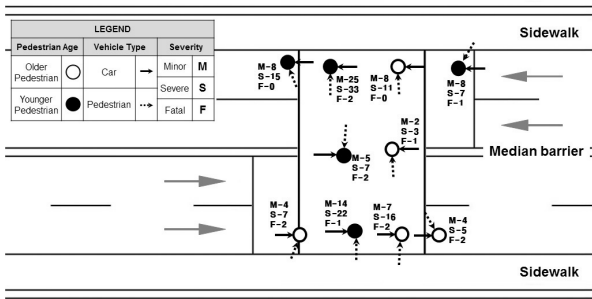 LEGEND
Pedestrian Age Vehicle Type Severity
Older Pedestrian Car Minor M
Severe S
Younger Pedestrian Pedestrian Fatal F
Sidewalk
M-8
S-15
F-0
M-25
S-33
F-2
M-8
S-11
F-0
M-8
S-7
F-1
M-2
S-3
F-1
M-5
S-7
F-2
Median barrier
M-4
S-7
F-2
M-14
S-22
F-1
M-7
S-16
F-2
M-4
S-5
F-2
Sidewalk